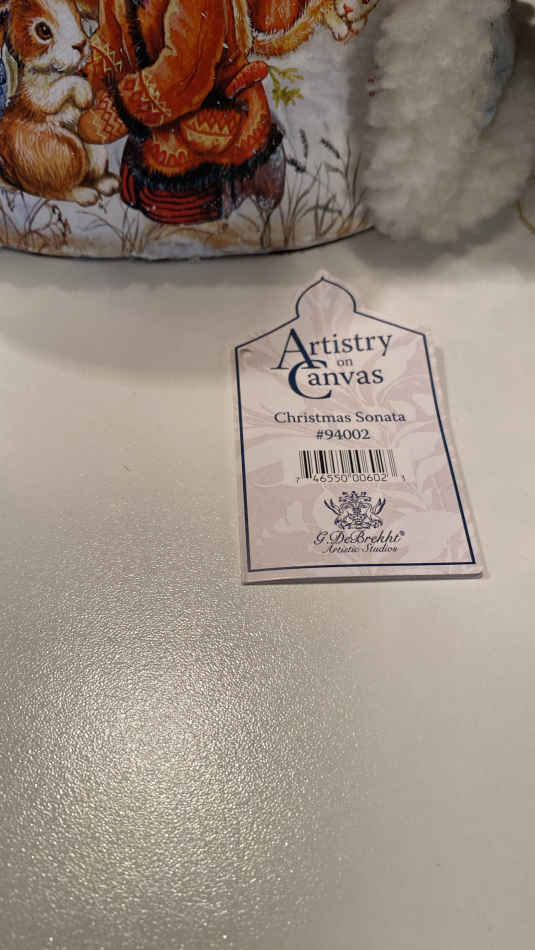 Artistry
on
Canvas
Christmas Sonata
#94002
7 46550 00602 1
G.DeBrekht®
Artistic Studios